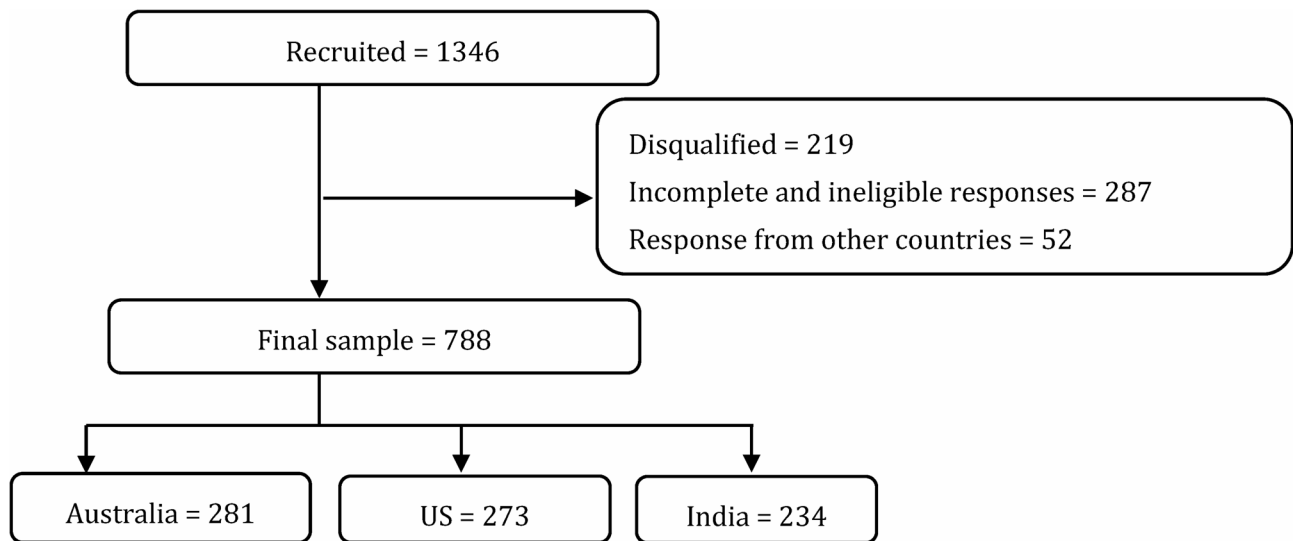 Recruited = 1346
Disqualified = 219
Incomplete and ineligible responses = 287
Response from other countries = 52
Final sample = 788
Australia = 281
US = 273
India = 234